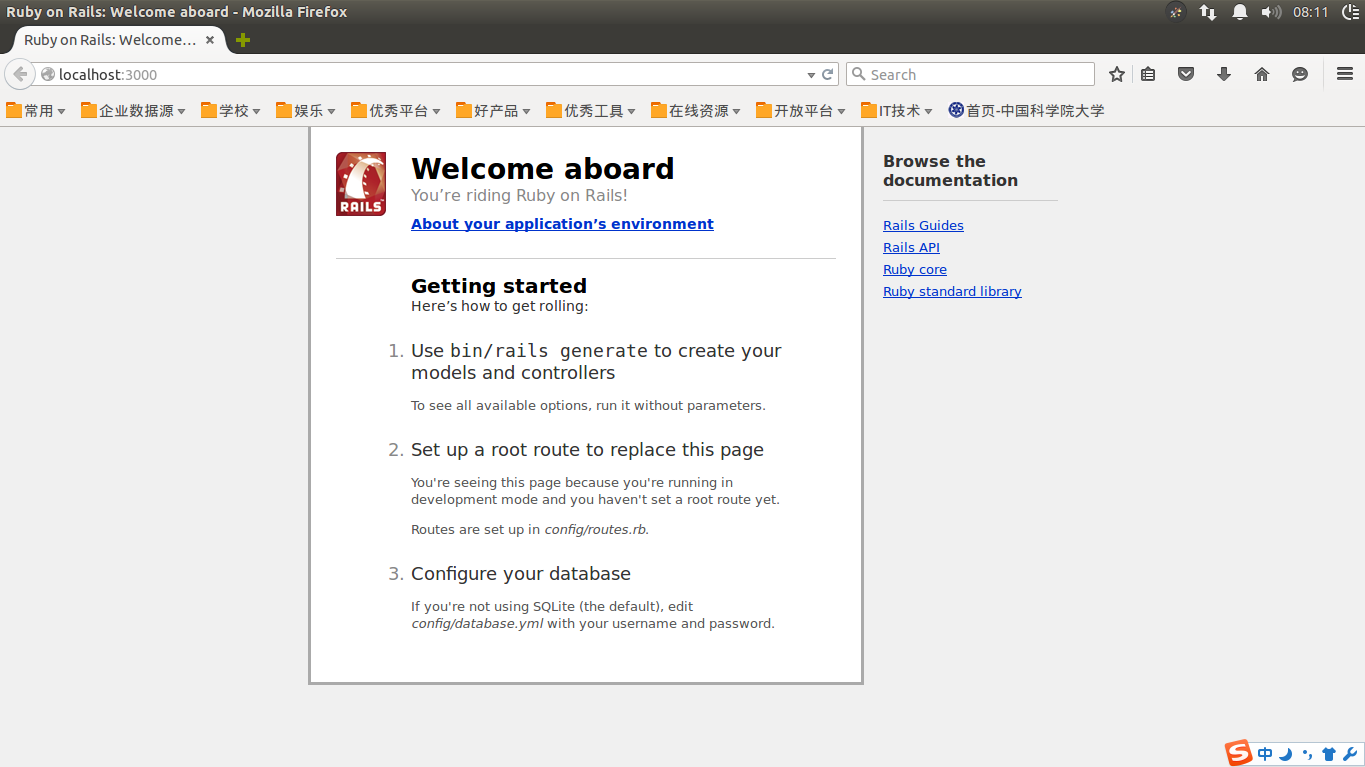 Ruby on Rails: Welcome aboard - Mozilla Firefox
08:11
Ruby on Rails: Welcome…
localhost:3000
Search
常用 企业数据源 学校 娱乐 优秀平台 好产品 优秀工具 在线资源 开放平台 IT技术 首页-中国科学院大学
RAILS
Welcome aboard
You’re riding Ruby on Rails!
About your application’s environment
Getting started
Here’s how to get rolling:
1. Use bin/rails generate to create your
models and controllers
To see all available options, run it without parameters.
2. Set up a root route to replace this page
You're seeing this page because you're running in
development mode and you haven't set a root route yet.
Routes are set up in config/routes.rb.
3. Configure your database
If you're not using SQLite (the default), edit
config/database.yml with your username and password.
Browse the
documentation
Rails Guides
Rails API
Ruby core
Ruby standard library
S 中